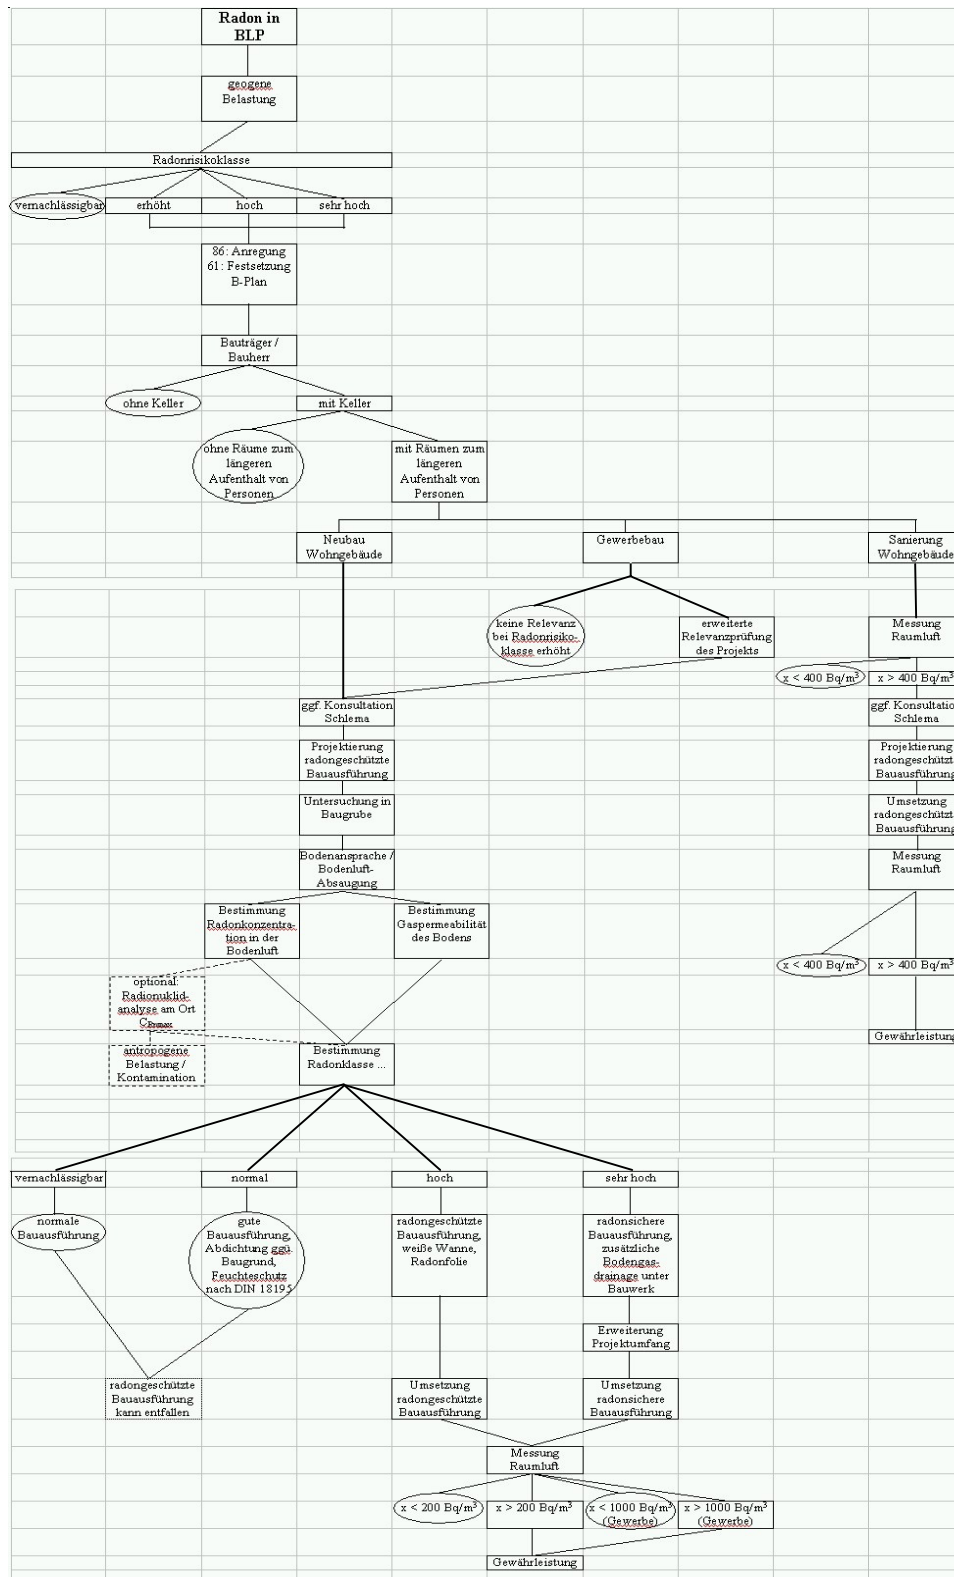 Radon in
BLP
geogene
Belastung
Radonrisikoklasse
vernachlässigbar
erhöht
hoch
sehr hoch
86: Anregung
61: Festsetzung
B-Plan
Bauträger /
Bauherr
ohne Keller
mit Keller
ohne Räume zum
längeren
Aufenthalt von
Personen
mit Räumen zum
längeren
Aufenthalt von
Personen
Neubau
Wohngebäude
Gewerbebau
Sanierung
Wohngebäude
keine Relevanz
bei Radonrisiko-
klasse erhöht
erweiterte
Relevanzprüfung
des Projekts
Messung
Raumluft
x < 400 Bq/m³
x > 400 Bq/m³
ggf. Konsultation
Schlema
ggf. Konsultatio
Schlema
Projektierung
radongeschützte
Bauausführung
Projektierung
radongeschützt
Bauausführung
Untersuchung in
Baugrube
Umsetzung
radongeschützt
Bauausführung
Bodenansprache /
Bodenluft-
Absaugung
Messung
Raumluft
Bestimmung
Radonkonzentra-
tion in der
Bodenluft
Bestimmung
Gaspermeabilität
des Bodens
x < 400 Bq/m³
x > 400 Bq/m³
optional:
Radionuklid-
analyse am Ort
Gewährleistung
antropogene
Belastung /
Kontamination
Bestimmung
Radonklasse ...
vernachlässigbar
normal
hoch
sehr hoch
normale
Bauausführung
gute
Bauausführung,
Abdichtung ggü.
Baugrund,
Feuchteschutz
nach DIN 18195
radongeschützte
Bauausführung,
weiße Wanne,
Radonfolie
radonsichere
Bauausführung,
zusätzliche
Bodengas-
drainage unter
Bauwerk
Erweiterung
Projektumfang
radongeschützte
Bauausführung
kann entfallen
Umsetzung
radongeschützte
Bauausführung
Umsetzung
radonsichere
Bauausführung
Messung
Raumluft
x < 200 Bq/m³
x > 200 Bq/m³
x < 1000 Bq/m³
(Gewerbe)
x > 1000 Bq/m³
(Gewerbe)
Gewährleistung